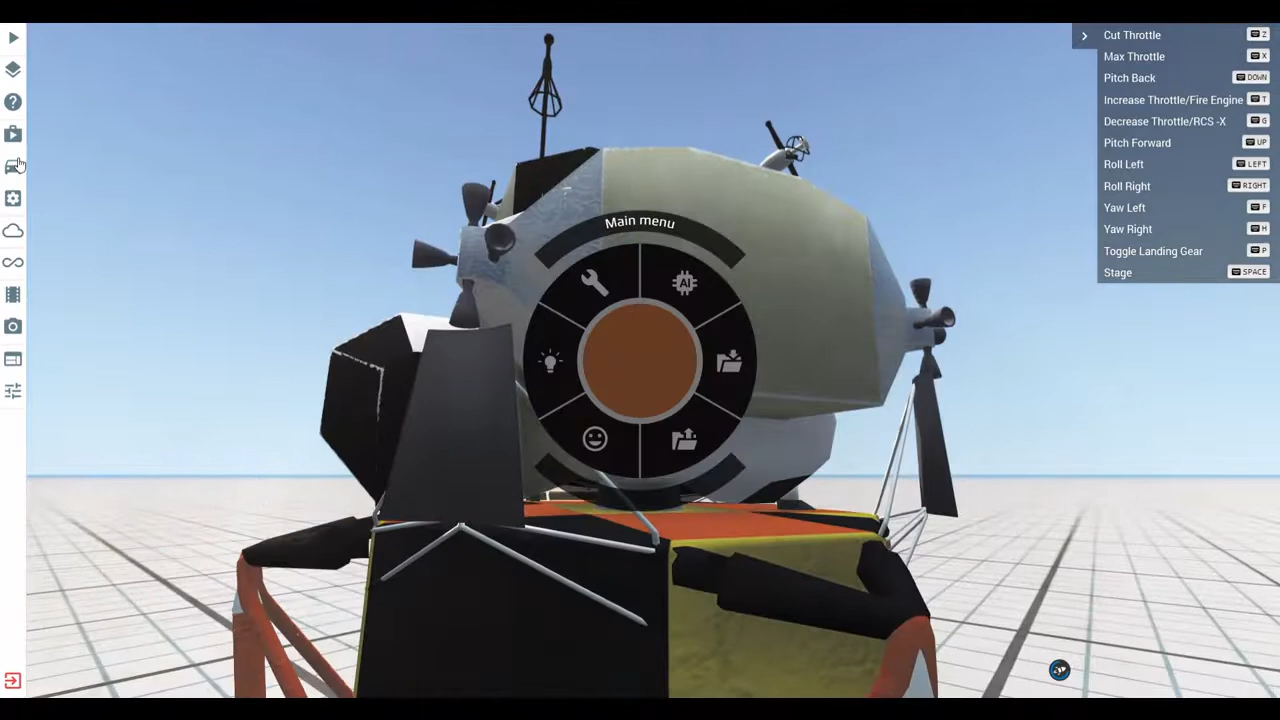 Cut Throttle Z
Max Throttle X
Pitch Back DOWN
Increase Throttle/Fire Engine T
Decrease Throttle/RCS -X G
Pitch Forward UP
Roll Left LEFT
Roll Right RIGHT
Yaw Left F
Yaw Right H
Toggle Landing Gear P
Stage SPACE
Main menu
AI